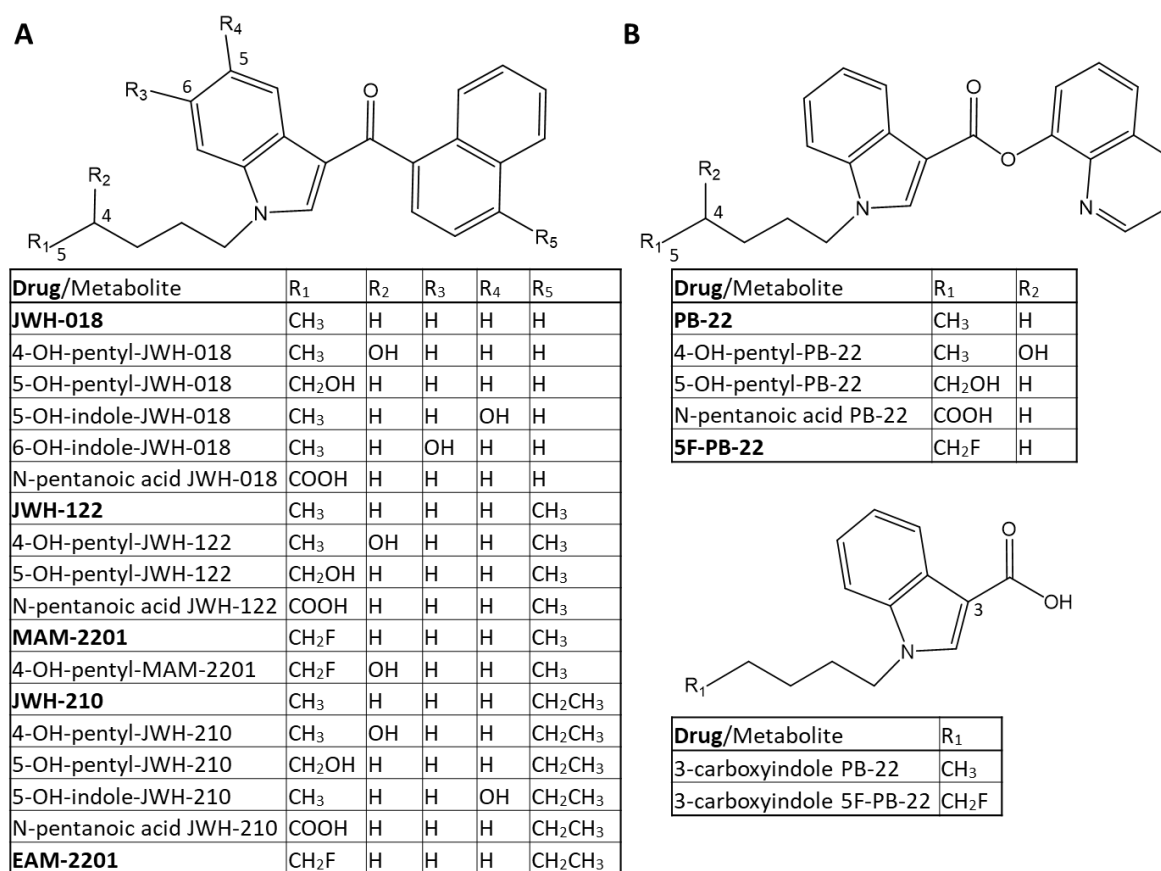 A
R4
5
R3
6
O
R2
4
R1
5
N
R5
Drug/Metabolite R1 R2 R3 R4 R5
JWH-018 CH3 H H H H
4-OH-pentyl-JWH-018 CH3 OH H H H
5-OH-pentyl-JWH-018 CH2OH H H H H
5-OH-indole-JWH-018 CH3 H H OH H
6-OH-indole-JWH-018 CH3 H OH H H
N-pentanoic acid JWH-018 COOH H H H H
JWH-122 CH3 H H H CH3
4-OH-pentyl-JWH-122 CH3 OH H H CH3
5-OH-pentyl-JWH-122 CH2OH H H H CH3
N-pentanoic acid JWH-122 COOH H H H CH3
MAM-2201 CH2F H H H CH3
4-OH-pentyl-MAM-2201 CH2F OH H H CH3
JWH-210 CH3 H H H CH2CH3
4-OH-pentyl-JWH-210 CH3 OH H H CH2CH3
5-OH-pentyl-JWH-210 CH2OH H H H CH2CH3
5-OH-indole-JWH-210 CH3 H H OH CH2CH3
N-pentanoic acid JWH-210 COOH H H H CH2CH3
EAM-2201 CH2F H H H CH2CH3
B
O
O
R2
4
R1
5
N
N
Drug/Metabolite R1 R2
PB-22 CH3 H
4-OH-pentyl-PB-22 CH3 OH
5-OH-pentyl-PB-22 CH2OH H
N-pentanoic acid PB-22 COOH H
5F-PB-22 CH2F H
O
OH
3
N
R1
Drug/Metabolite R1
3-carboxyindole PB-22 CH3
3-carboxyindole 5F-PB-22 CH2F